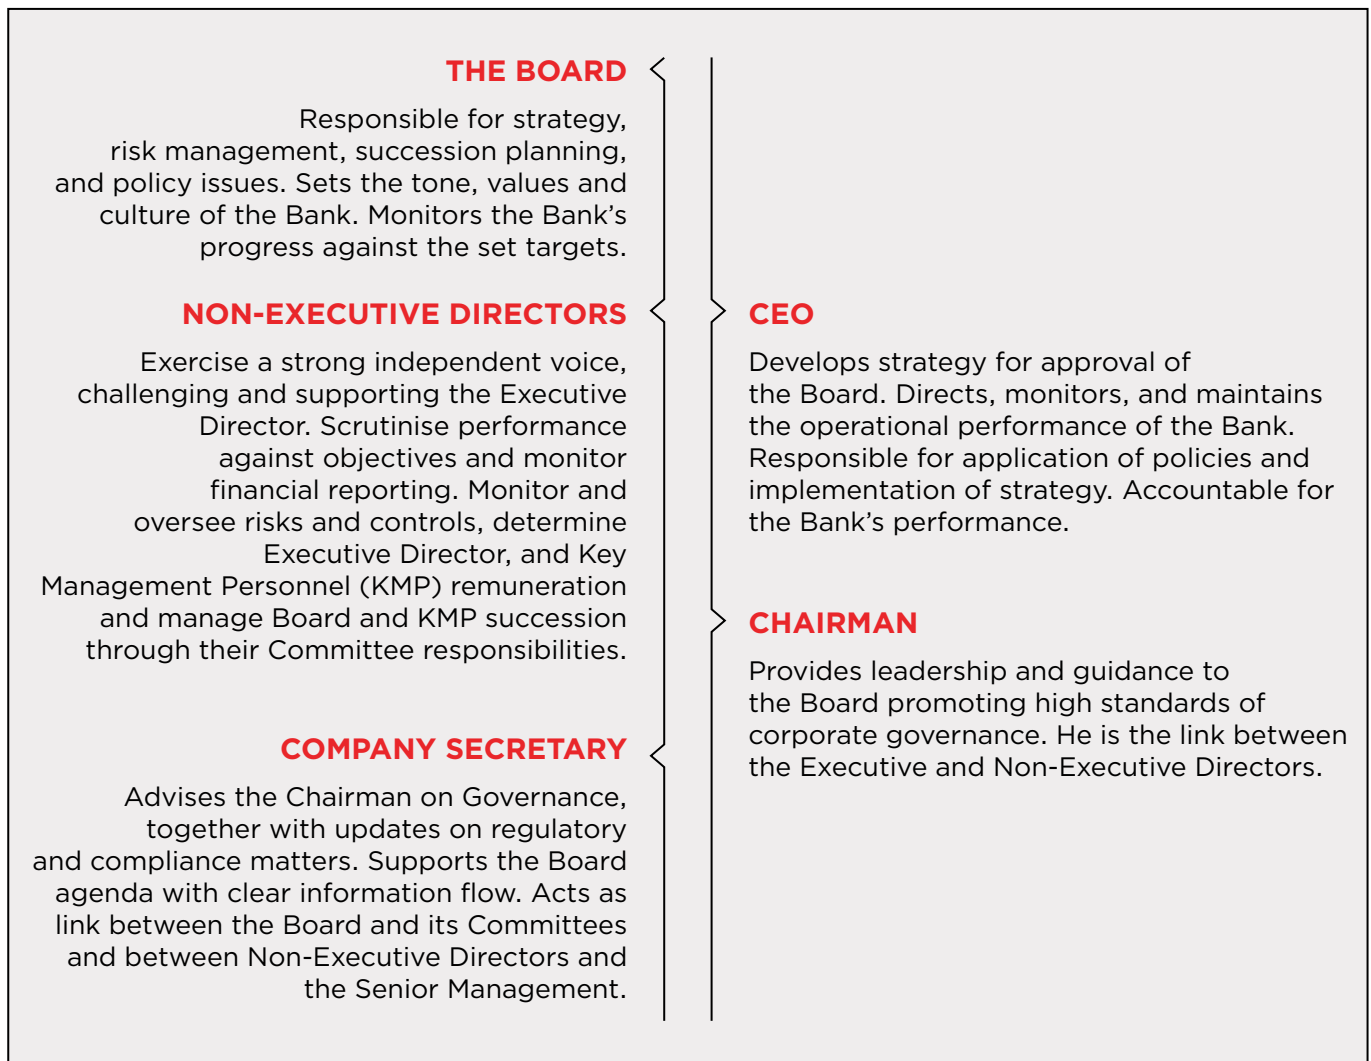 THE BOARD
Responsible for strategy,
risk management, succession planning,
and policy issues. Sets the tone, values and
culture of the Bank. Monitors the Bank’s
progress against the set targets.
NON-EXECUTIVE DIRECTORS
Exercise a strong independent voice,
challenging and supporting the Executive
Director. Scrutinise performance
against objectives and monitor
financial reporting. Monitor and
oversee risks and controls, determine
Executive Director, and Key
Management Personnel (KMP) remuneration
and manage Board and KMP succession
through their Committee responsibilities.
COMPANY SECRETARY
Advises the Chairman on Governance,
together with updates on regulatory
and compliance matters. Supports the Board
agenda with clear information flow. Acts as
link between the Board and its Committees
and between Non-Executive Directors and
the Senior Management.
CEO
Develops strategy for approval of
the Board. Directs, monitors, and maintains
the operational performance of the Bank.
Responsible for application of policies and
implementation of strategy. Accountable for
the Bank’s performance.
CHAIRMAN
Provides leadership and guidance to
the Board promoting high standards of
corporate governance. He is the link between
the Executive and Non-Executive Directors.